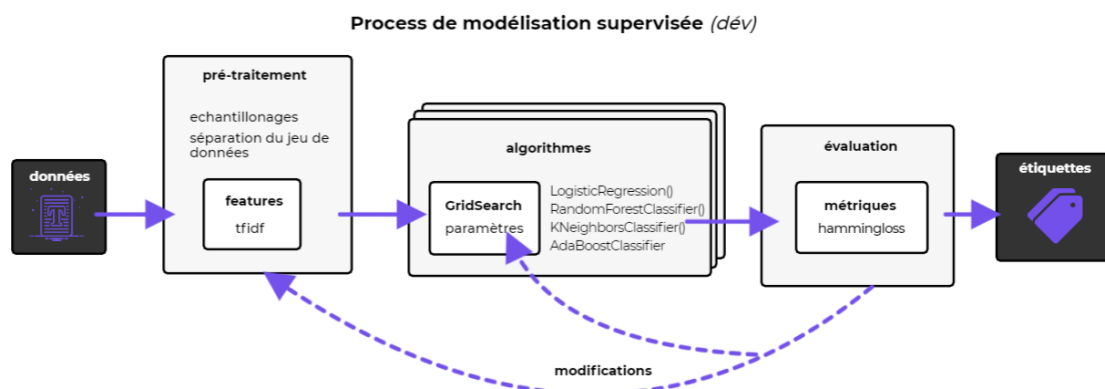 Process de modélisation supervisée (dév)
données
pré-traitement
echantillonages
séparation du jeu de
données
features
tfidf
algorithmes
GridSearch
paramètres
LogisticRegression()
RandomForestClassifier()
KNeighborsClassifier()
AdaBoostClassifier
évaluation
métriques
hammingloss
étiquettes
modifications